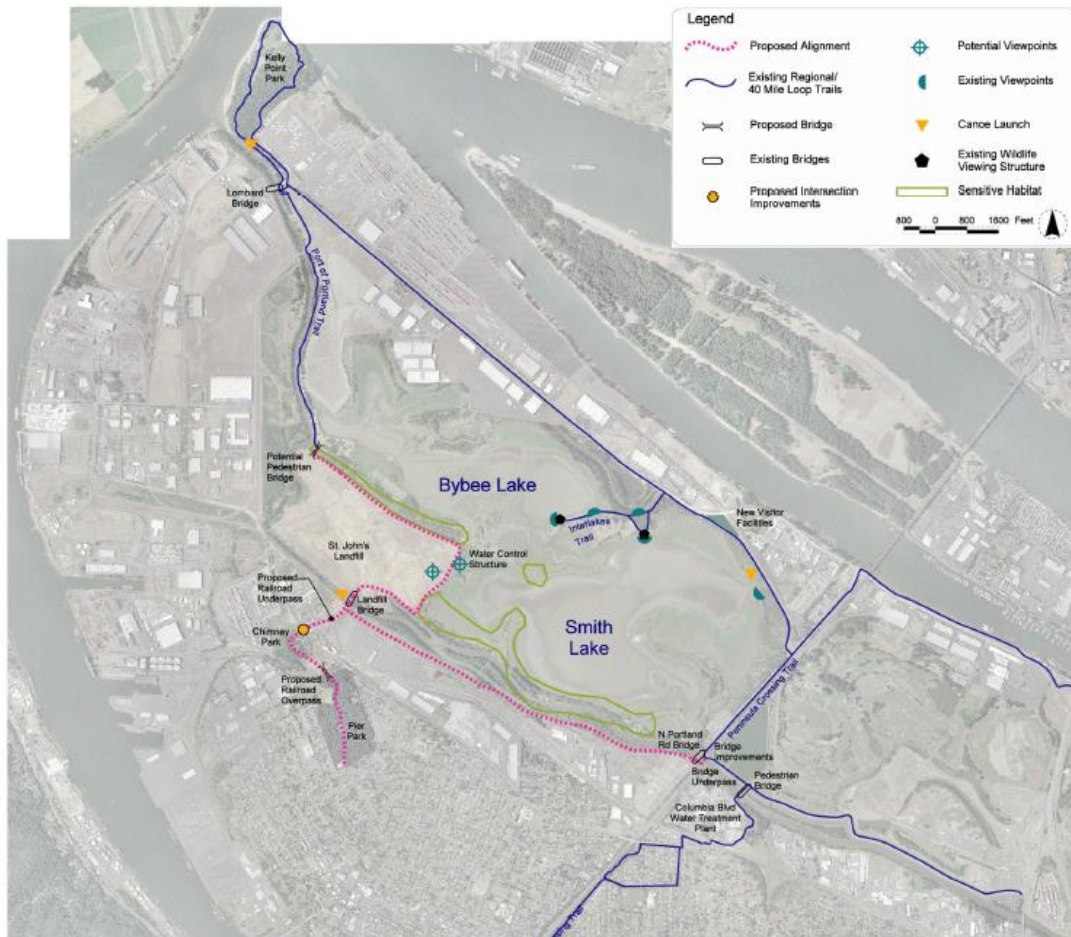 Legend
Proposed Alignment
Existing Regional/
40 Mile Loop Trails
Proposed Bridge
Existing Bridges
Proposed Intersection
Improvements
Potential Viewpoints
Existing Viewpoints
Canoe Launch
Existing Wildlife
Viewing Structure
Sensitive Habitat
800 0 800 1600 Feet
Kelly
Point
Park
Lombard
Bridge
Port of Portland Trail
Potential
Pedestrian
Bridge
Bybee Lake
Interlakes
Trail
New Visitor
Facilities
St. John's
Landfill
Water Control
Structure
Proposed
Railroad
Underpass
Landfill
Bridge
Chimney
Park
Smith
Lake
Proposed
Railroad
Overpass
Pier
Park
Peninsula Crossing Trail
N Portland
Rd Bridge
Bridge
Improvements
Bridge
Underpass
Pedestrian
Bridge
Columbia Blvd
Water Treatment
Plant
ssing Trail